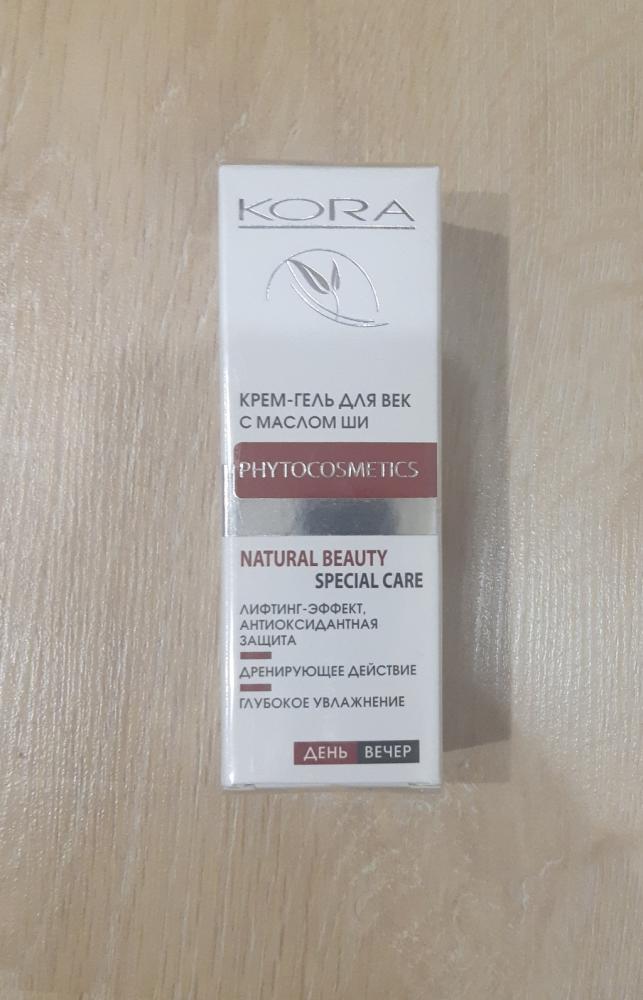 KORA
КРЕМ-ГЕЛЬ ДЛЯ ВЕК
С МАСЛОМ ШИ
PHYTOCOSMETICS
NATURAL BEAUTY
SPECIAL CARE
ЛИФТИНГ-ЭФФЕКТ,
АНТИОКСИДАНТНАЯ
ЗАЩИТА
ДРЕНИРУЮЩЕЕ ДЕЙСТВИЕ
ГЛУБОКОЕ УВЛАЖНЕНИЕ
ДЕНЬ ВЕЧЕР